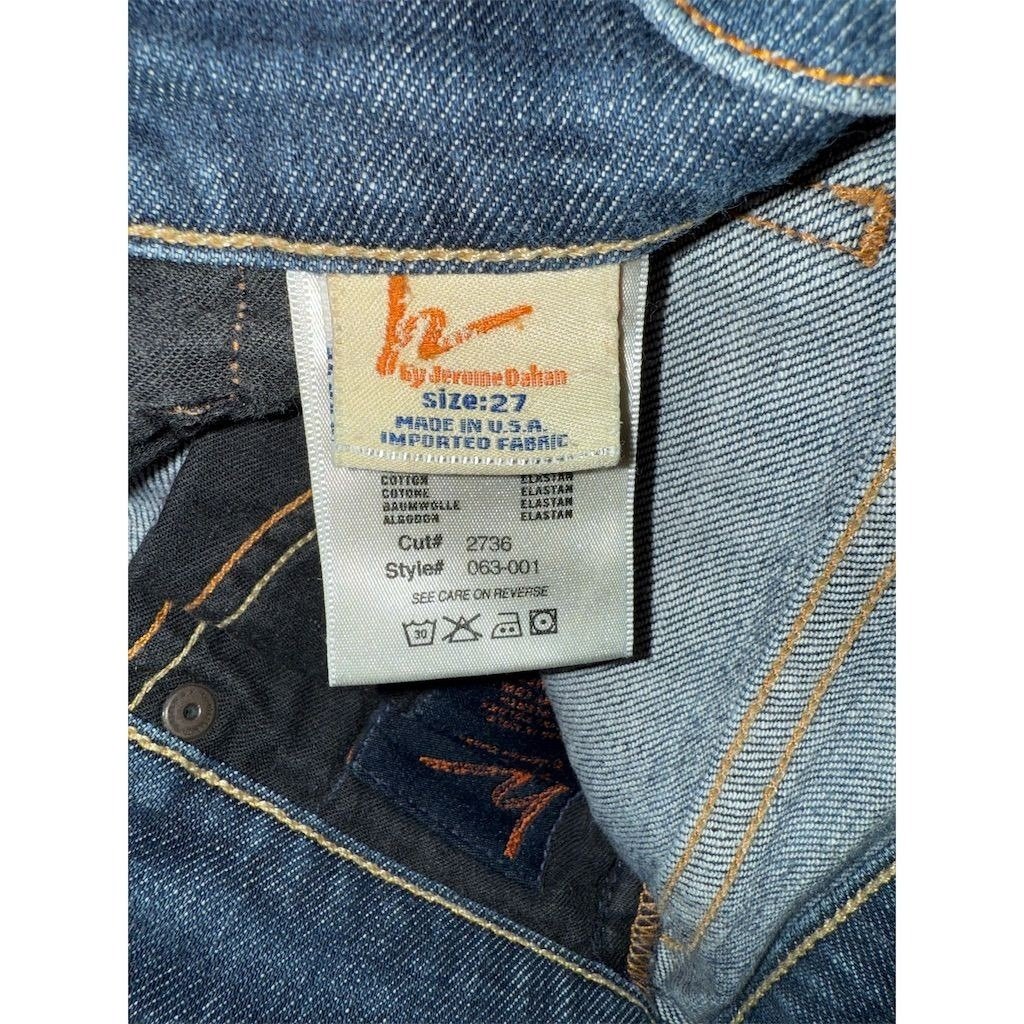 by Jerome Dahan
size:27
MADE IN U.S.A.
IMPORTED FABRIC
COTTON ELASTAN
COTONE ELASTAN
BAUMWOLLE ELASTAN
ALGODON ELASTAN
Cut# 2736
Style# 063-001
SEE CARE ON REVERSE
30